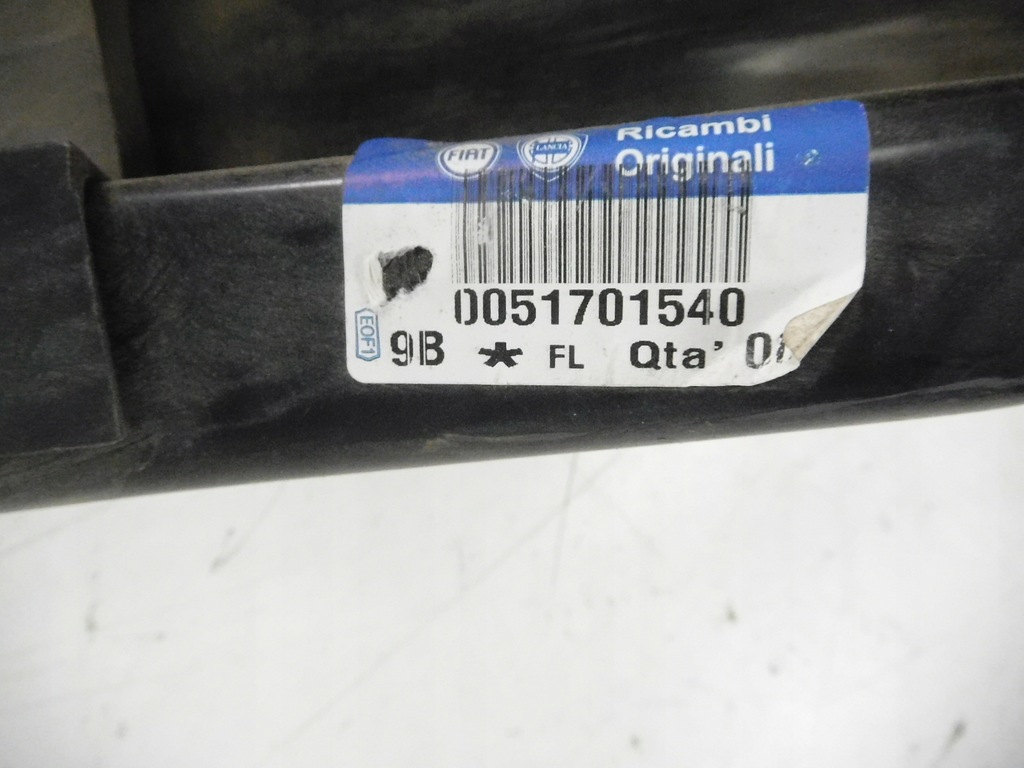 FIAT LANCIA Ricambi
Originali
0051701540
EOF1 9B * FL Qta'